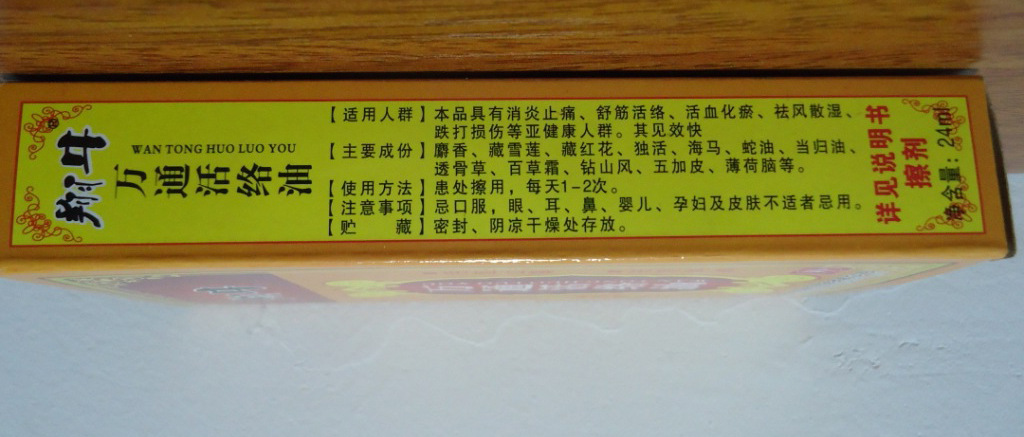 WAN TONG HUO LUO YOU
万通活络油
【适用人群】本品具有消炎止痛、舒筋活络、活血化瘀、祛风散湿、
跌打损伤等亚健康人群。其见效快
【主要成份】麝香、藏雪莲、藏红花、独活、海马、蛇油、当归油、
透骨草、百草霜、钻山风、五加皮、薄荷脑等。
【使用方法】患处擦用，每天1-2次。
【注意事项】忌口服，眼、耳、鼻、婴儿、孕妇及皮肤不适者忌用。
【贮 藏】密封、阴凉干燥处存放。
详见说明书
擦剂
净含量：24ml